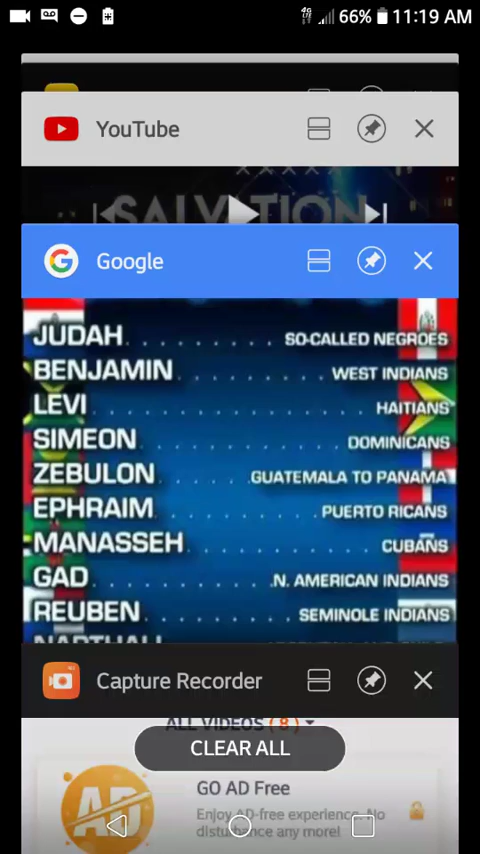 4G LTE 66% 11:19 AM
YouTube
SALVATION
Google
JUDAH. . . . . . . . . SO-CALLED NEGROES
BENJAMIN . . . . . . . . WEST INDIANS
LEVI . . . . . . . . . . . . . . . HAITIANS
SIMEON. . . . . . . . . . . . DOMINICANS
ZEBULON. . . . . .GUATEMALA TO PANAMA
EPHRAIM. . . . . . . . .PUERTO RICANS
MANASSEH. . . . . . . . . . CUBANS
GAD. . . . . . . . . . .N. AMERICAN INDIANS
REUBEN. . . . . . . . SEMINOLE INDIANS
Capture Recorder
ALL VIDEOS ( 8 )
CLEAR ALL
AD
GO AD Free
Enjoy AD-free experience. No
disturbance any more!